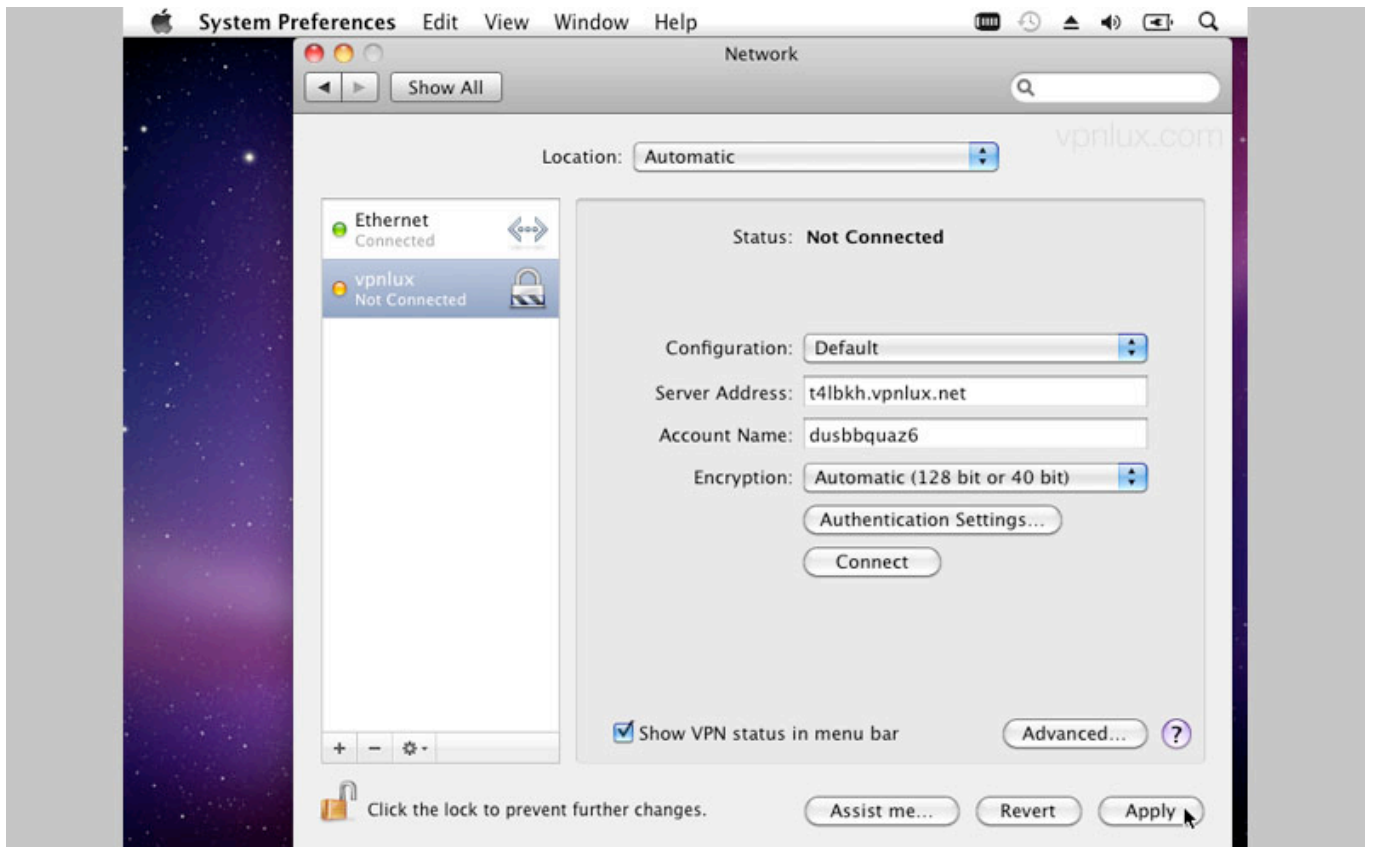 System Preferences Edit View Window Help
Network
Show All
vpnlux.com
Location: Automatic
Ethernet
Connected
vpnlux
Not Connected
Status: Not Connected
Configuration: Default
Server Address: t4lbkh.vpnlux.net
Account Name: dusbbquaz6
Encryption: Automatic (128 bit or 40 bit)
Authentication Settings...
Connect
Show VPN status in menu bar
Advanced... ?
Click the lock to prevent further changes.
Assist me... Revert Apply